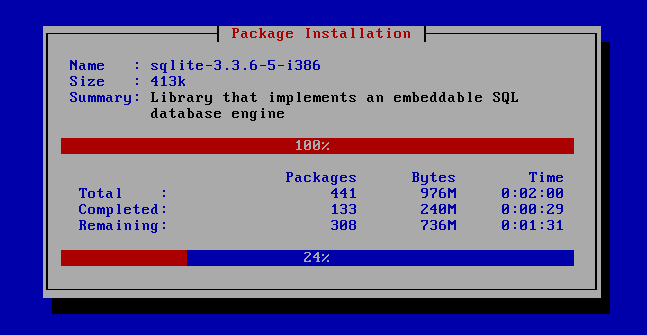 Package Installation
Name   : sqlite-3.3.6-5-i386
Size   : 413k
Summary: Library that implements an embeddable SQL
database engine
100%
Packages Bytes Time
Total    : 441 976M 0:02:00
Completed: 133 240M 0:00:29
Remaining: 308 736M 0:01:31
24%